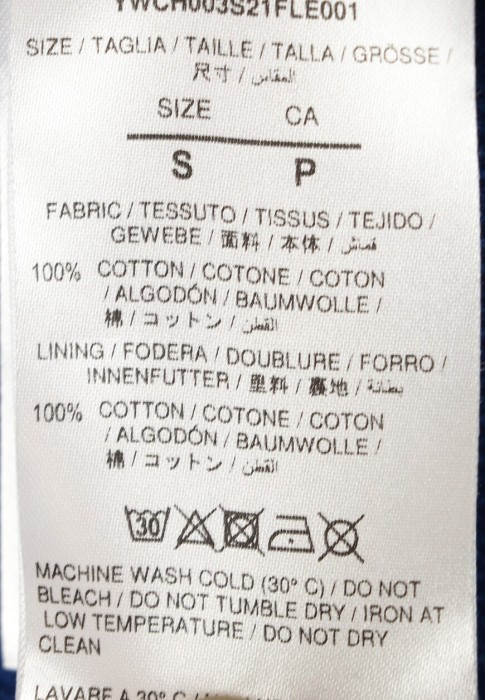 YWCH003S21FLE001
SIZE / TAGLIA / TAILLE / TALLA / GRÖSSE /
尺寸 / المقاس
SIZE CA
S P
FABRIC / TESSUTO / TISSUS / TEJIDO /
GEWEBE / 面料 / 本体 / قماش
100% COTTON / COTONE / COTON
/ ALGODÓN / BAUMWOLLE /
棉 / コットン / القطن
LINING / FODERA / DOUBLURE / FORRO /
INNENFUTTER / 里料 / 裏地 / بطانة
100% COTTON / COTONE / COTON
/ ALGODÓN / BAUMWOLLE /
棉 / コットン / القطن
30
MACHINE WASH COLD (30° C) / DO NOT
BLEACH / DO NOT TUMBLE DRY / IRON AT
LOW TEMPERATURE / DO NOT DRY
CLEAN
LAVARE A 30° C /